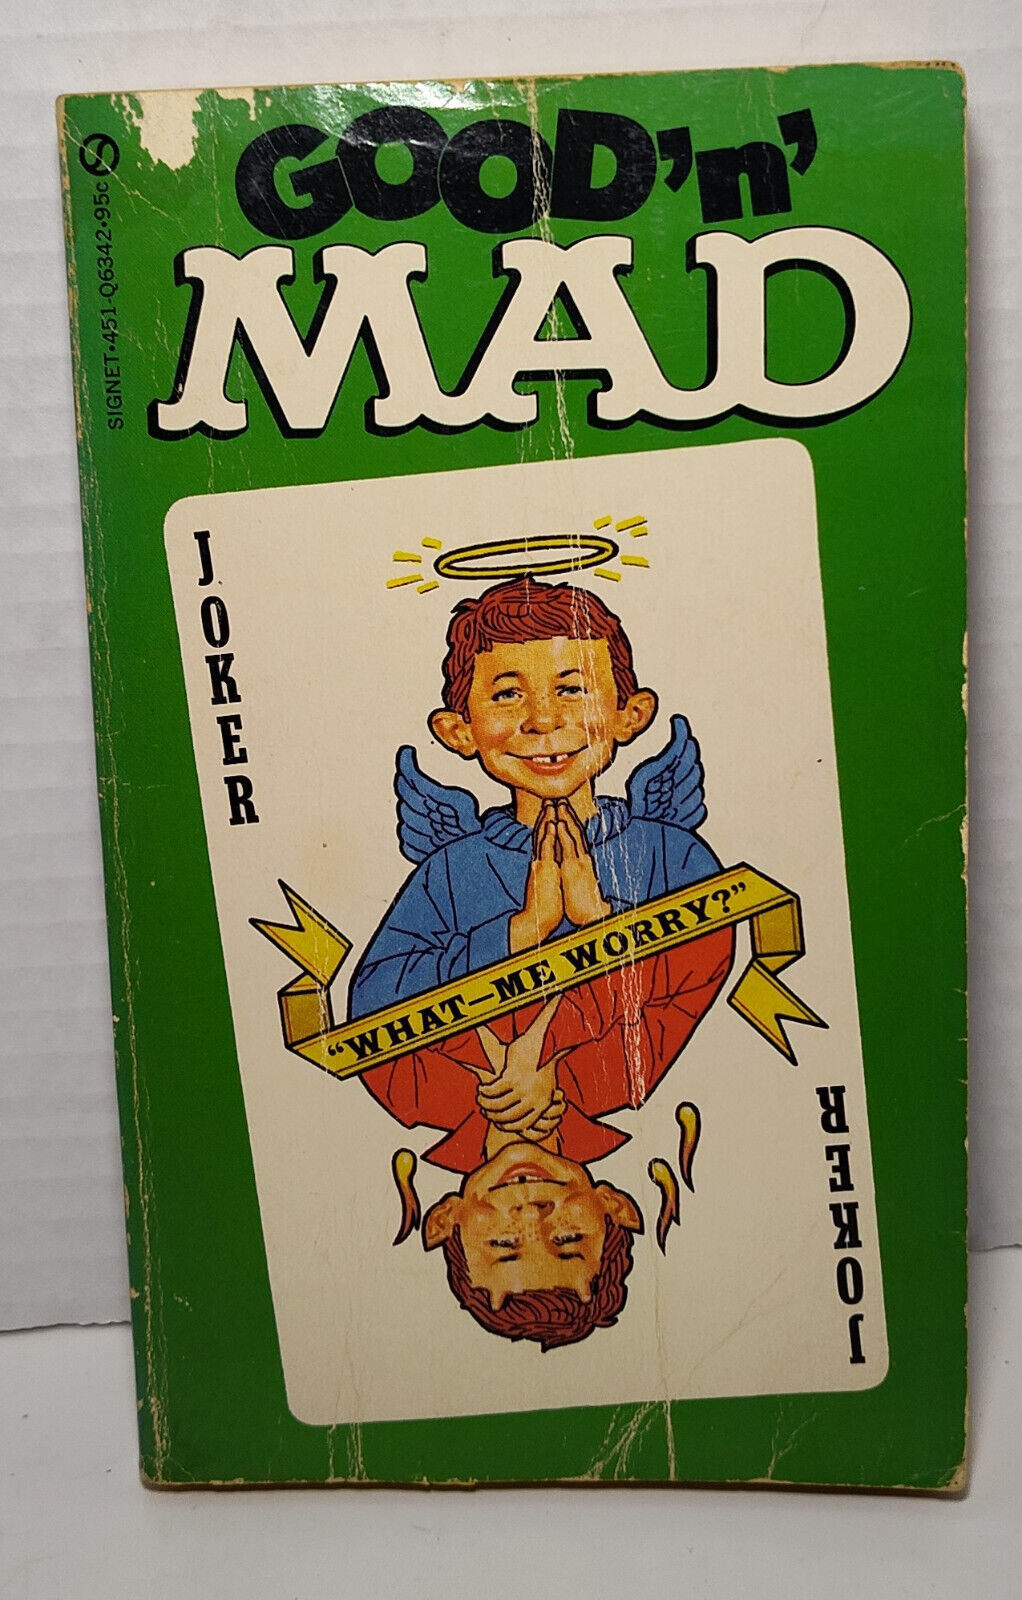 SIGNET•451-Q6342•95c
GOOD'n'
MAD
JOKER
"WHAT—ME WORRY?"
JOKER